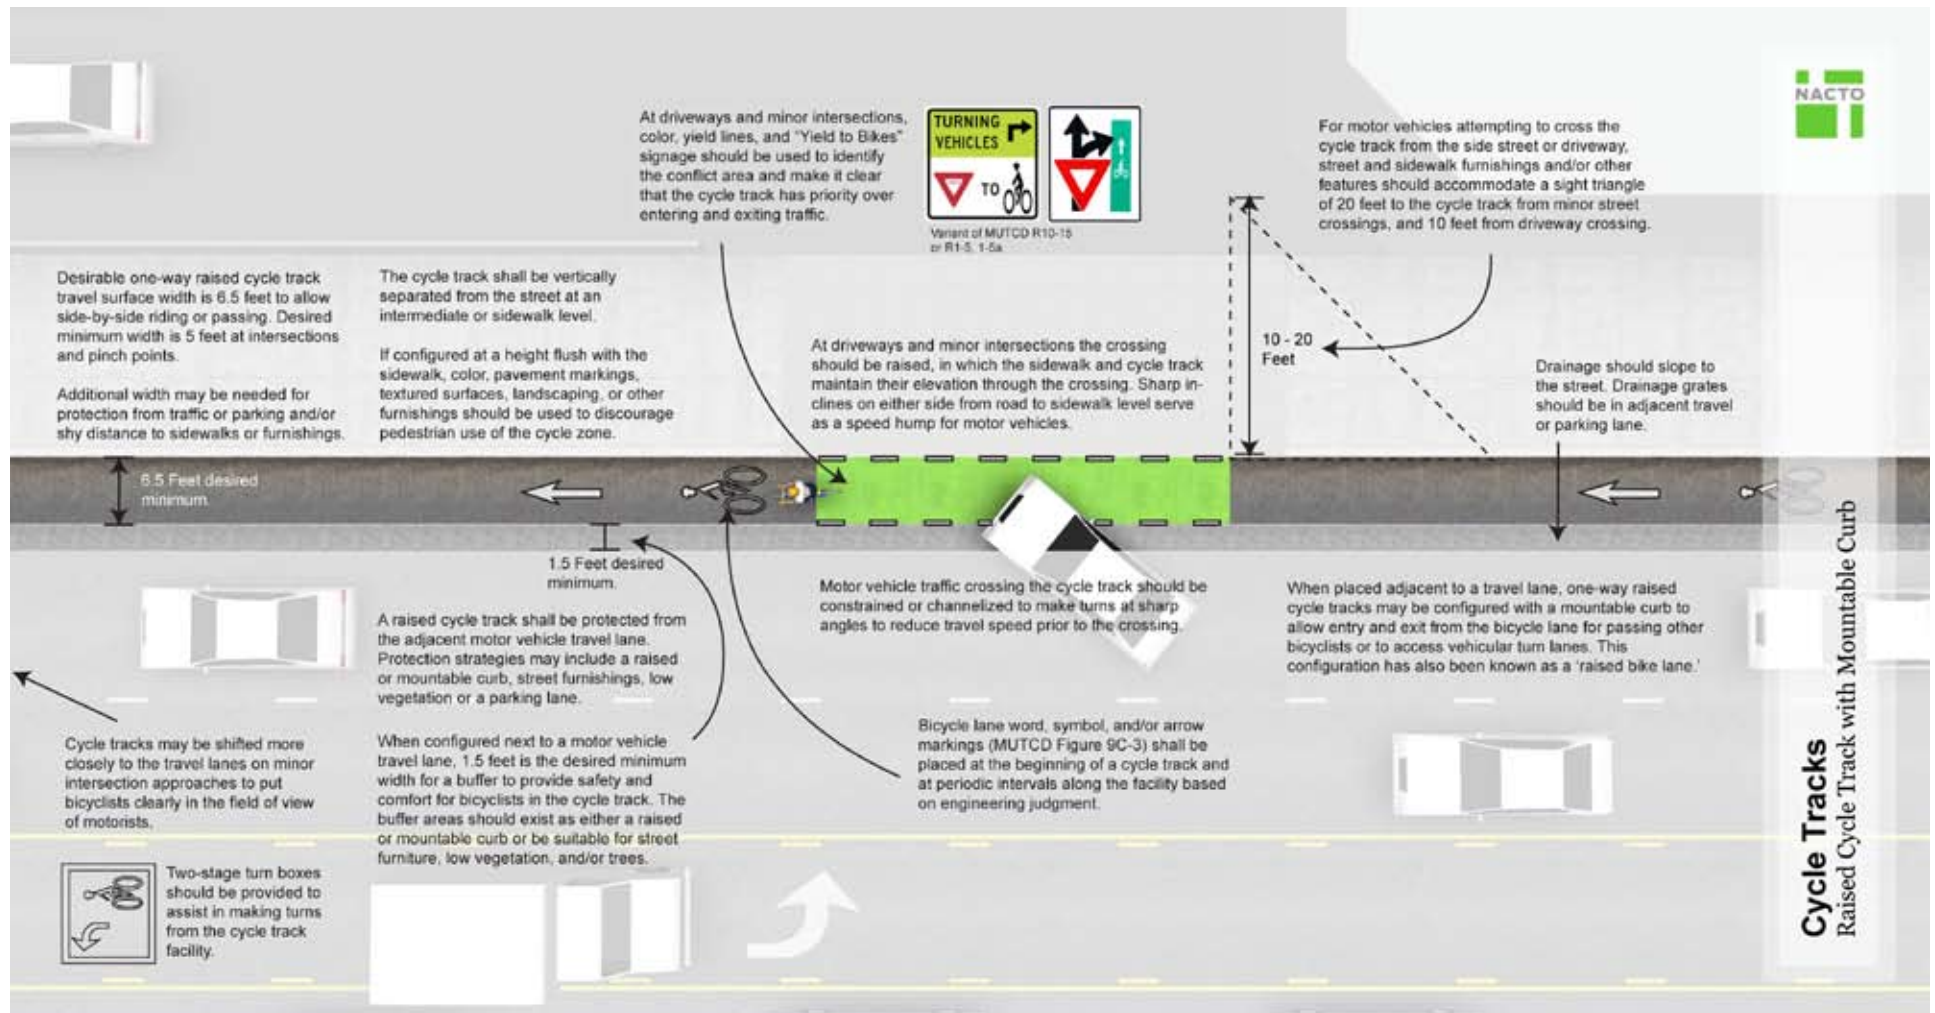 NACTO
At driveways and minor intersections,
color, yield lines, and "Yield to Bikes"
signage should be used to identify
the conflict area and make it clear
that the cycle track has priority over
entering and exiting traffic.
TURNING
VEHICLES
TO
Variant of MUTCD R10-15
or R1-5, 1-5a
For motor vehicles attempting to cross the
cycle track from the side street or driveway,
street and sidewalk furnishings and/or other
features should accommodate a sight triangle
of 20 feet to the cycle track from minor street
crossings, and 10 feet from driveway crossing.
Desirable one-way raised cycle track
travel surface width is 6.5 feet to allow
side-by-side riding or passing. Desired
minimum width is 5 feet at intersections
and pinch points.
Additional width may be needed for
protection from traffic or parking and/or
shy distance to sidewalks or furnishings.
The cycle track shall be vertically
separated from the street at an
intermediate or sidewalk level.
If configured at a height flush with the
sidewalk, color, pavement markings,
textured surfaces, landscaping, or other
furnishings should be used to discourage
pedestrian use of the cycle zone.
At driveways and minor intersections the crossing
should be raised, in which the sidewalk and cycle track
maintain their elevation through the crossing. Sharp in-
clines on either side from road to sidewalk level serve
as a speed hump for motor vehicles.
10 - 20
Feet
Drainage should slope to
the street. Drainage grates
should be in adjacent travel
or parking lane.
6.5 Feet desired
minimum.
1.5 Feet desired
minimum.
A raised cycle track shall be protected from
the adjacent motor vehicle travel lane.
Protection strategies may include a raised
or mountable curb, street furnishings, low
vegetation or a parking lane.
When configured next to a motor vehicle
travel lane, 1.5 feet is the desired minimum
width for a buffer to provide safety and
comfort for bicyclists in the cycle track. The
buffer areas should exist as either a raised
or mountable curb or be suitable for street
furniture, low vegetation, and/or trees.
Motor vehicle traffic crossing the cycle track should be
constrained or channelized to make turns at sharp
angles to reduce travel speed prior to the crossing.
When placed adjacent to a travel lane, one-way raised
cycle tracks may be configured with a mountable curb to
allow entry and exit from the bicycle lane for passing other
bicyclists or to access vehicular turn lanes. This
configuration has also been known as a 'raised bike lane.'
Bicycle lane word, symbol, and/or arrow
markings (MUTCD Figure 9C-3) shall be
placed at the beginning of a cycle track and
at periodic intervals along the facility based
on engineering judgment.
Cycle tracks may be shifted more
closely to the travel lanes on minor
intersection approaches to put
bicyclists clearly in the field of view
of motorists.
Two-stage turn boxes
should be provided to
assist in making turns
from the cycle track
facility.
Cycle Tracks
Raised Cycle Track with Mountable Curb